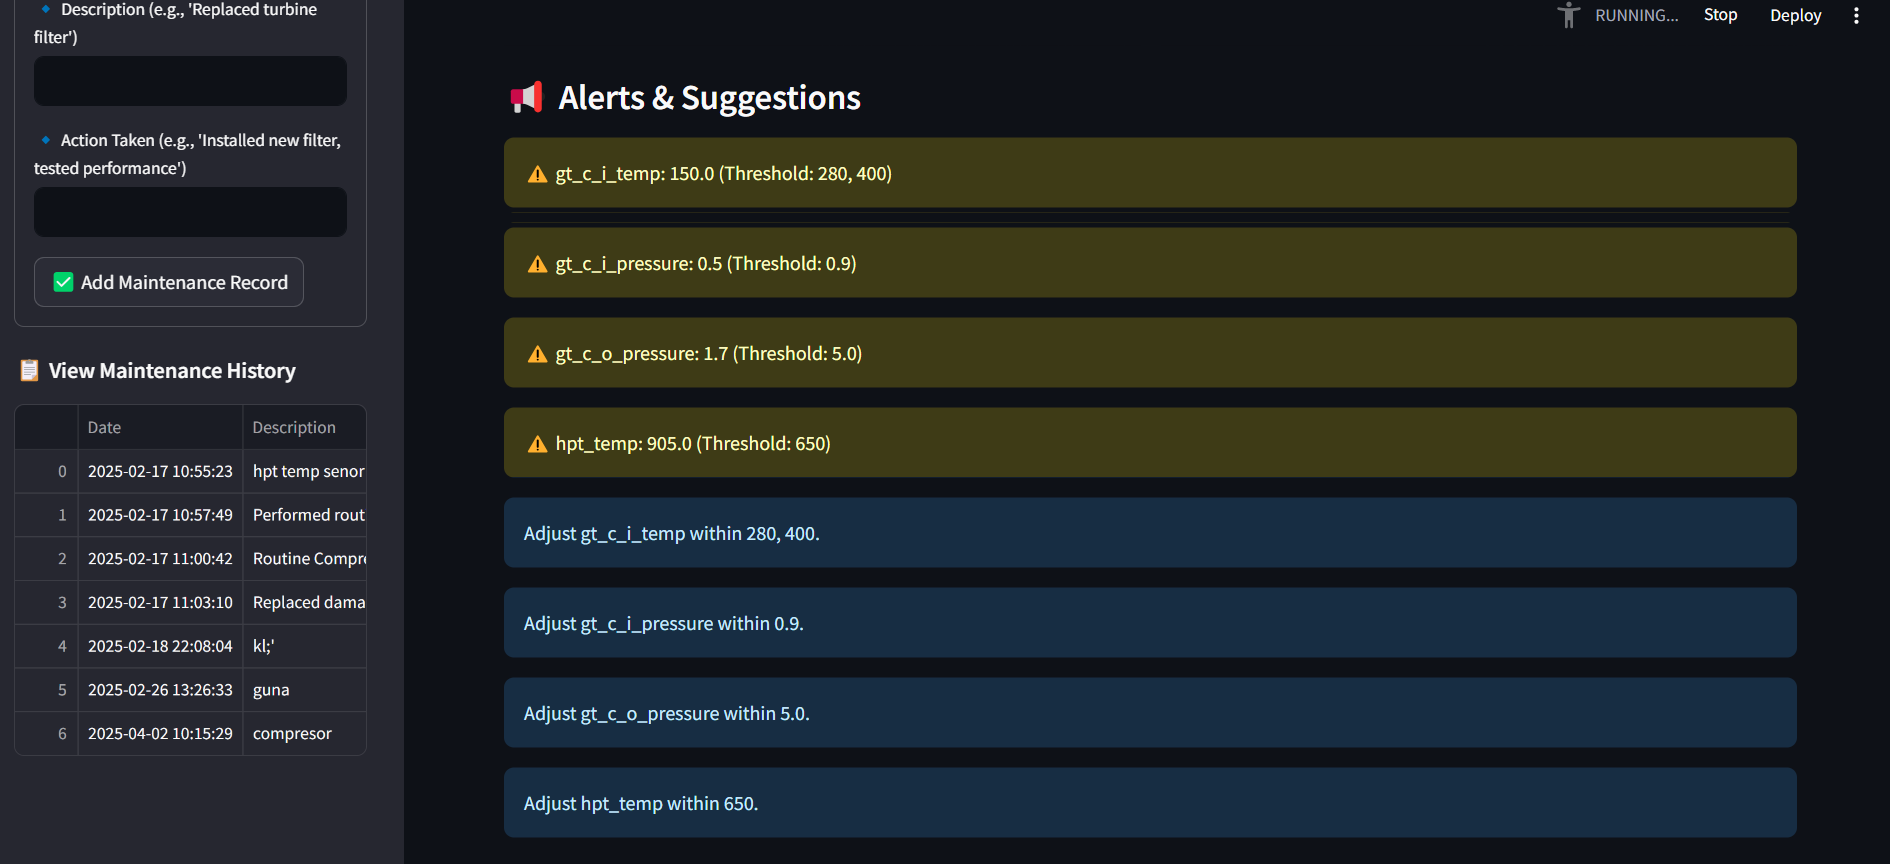 Description (e.g., 'Replaced turbine
filter')
Action Taken (e.g., 'Installed new filter,
tested performance')
Add Maintenance Record
View Maintenance History
Date Description
0 2025-02-17 10:55:23 hpt temp senor
1 2025-02-17 10:57:49 Performed rout
2 2025-02-17 11:00:42 Routine Compre
3 2025-02-17 11:03:10 Replaced dama
4 2025-02-18 22:08:04 kl;'
5 2025-02-26 13:26:33 guna
6 2025-04-02 10:15:29 compresor
RUNNING... Stop Deploy
Alerts & Suggestions
gt_c_i_temp: 150.0 (Threshold: 280, 400)
gt_c_i_pressure: 0.5 (Threshold: 0.9)
gt_c_o_pressure: 1.7 (Threshold: 5.0)
hpt_temp: 905.0 (Threshold: 650)
Adjust gt_c_i_temp within 280, 400.
Adjust gt_c_i_pressure within 0.9.
Adjust gt_c_o_pressure within 5.0.
Adjust hpt_temp within 650.